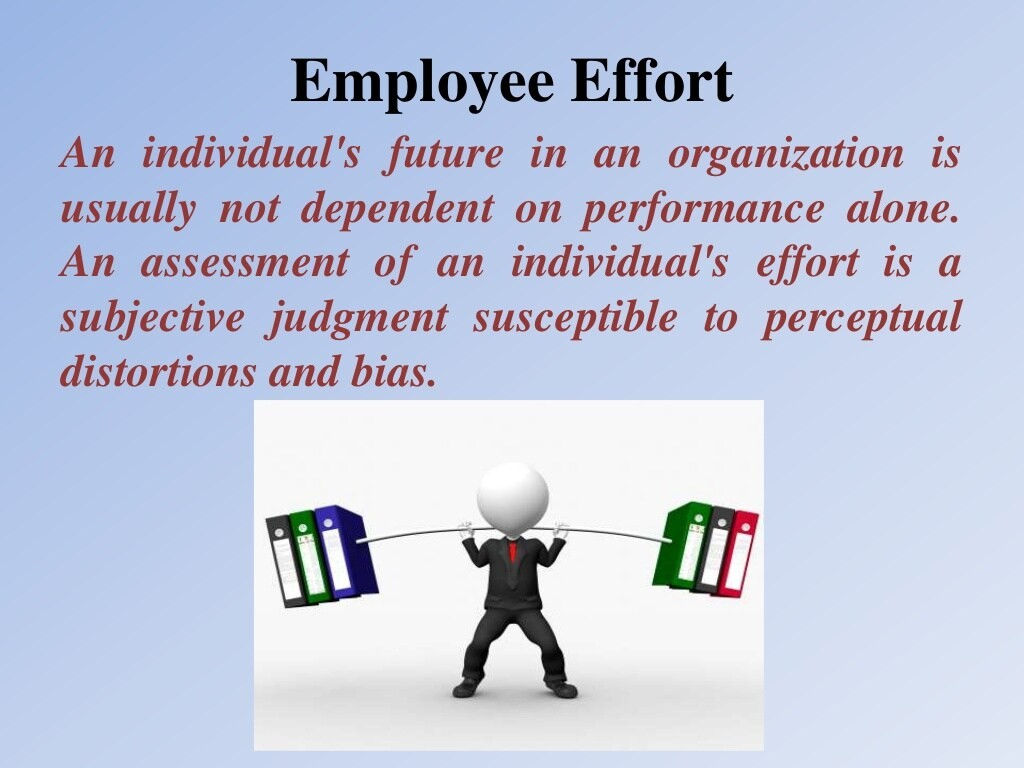 Employee Effort
An individual's future in an organization is
usually not dependent on performance alone.
An assessment of an individual's effort is a
subjective judgment susceptible to perceptual
distortions and bias.